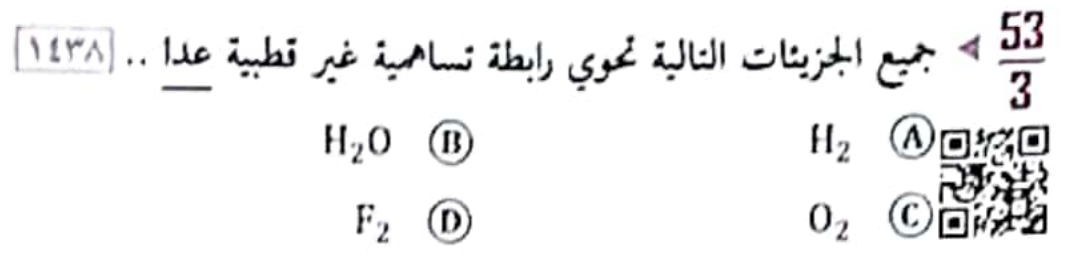 53/3 ◄ جميع الجزيئات التالية تحوي رابطة تساهمية غير قطبية عدا .. ١٤٣٨
Ⓐ H₂ Ⓑ H₂O
Ⓒ O₂ Ⓓ F₂